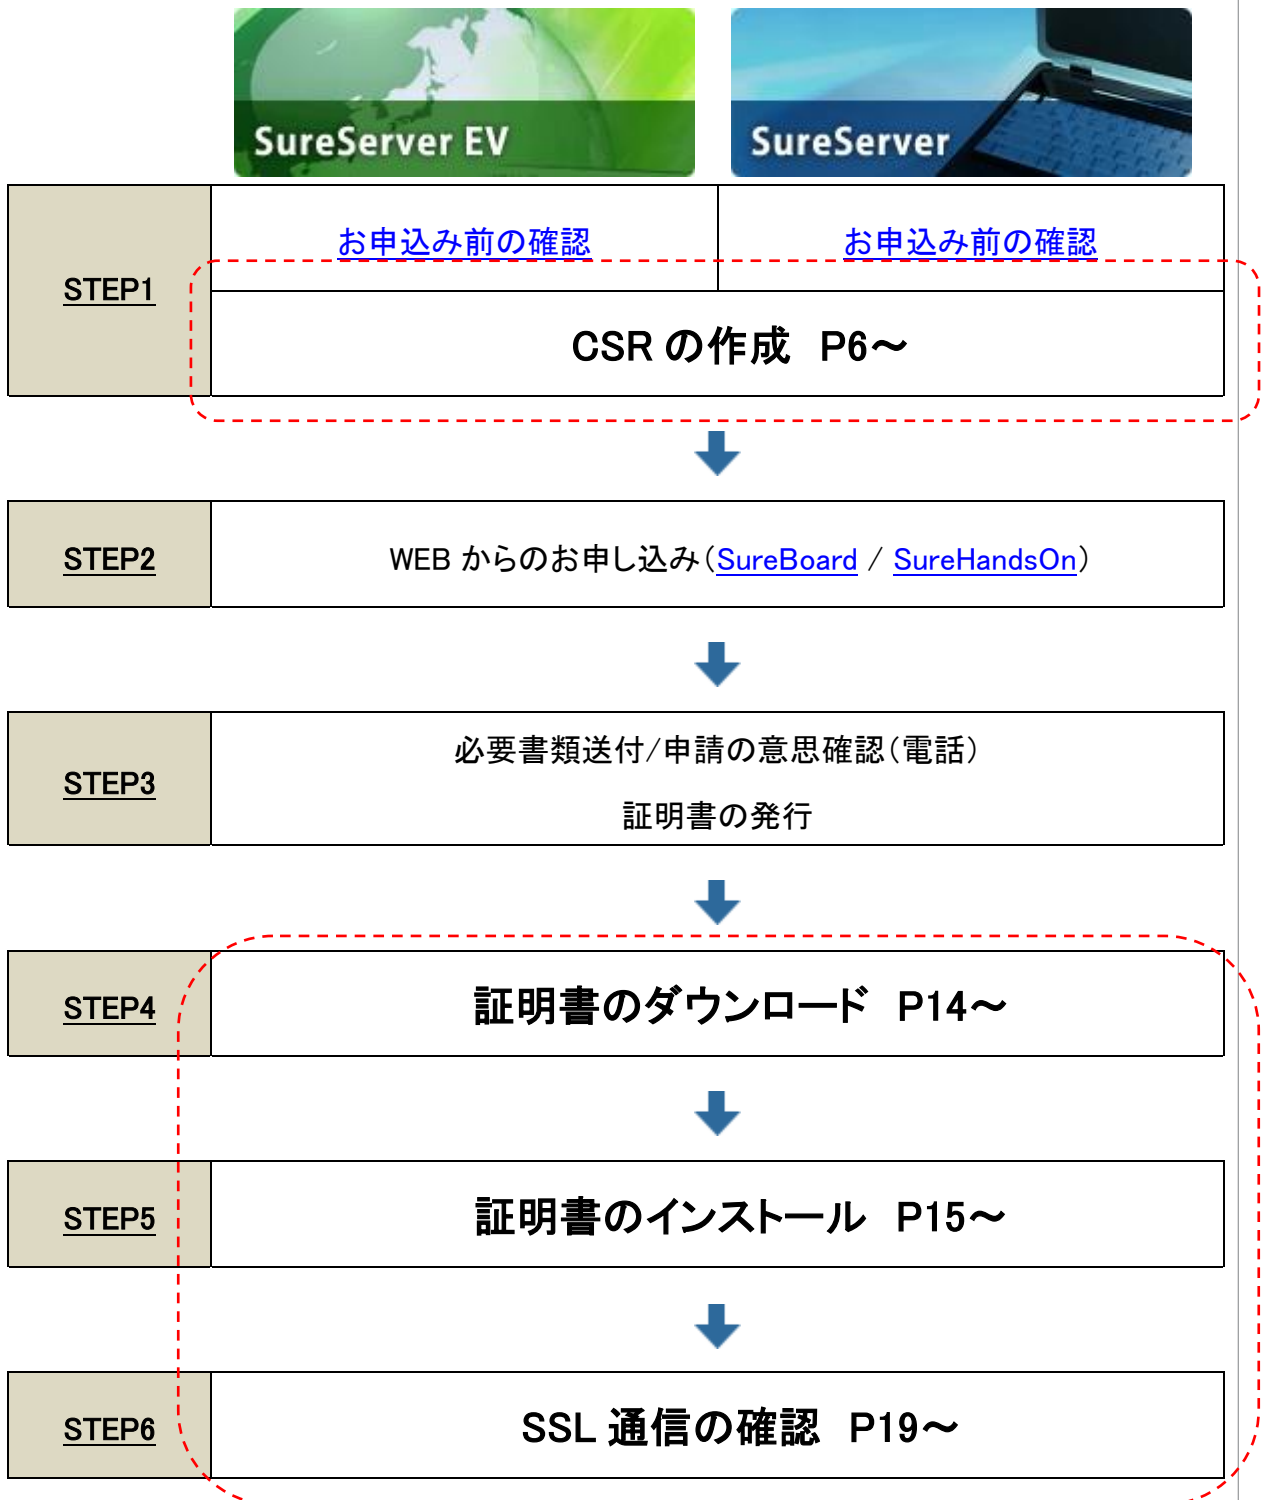 SureServer EV
SureServer
STEP1
お申込み前の確認
お申込み前の確認
CSR の作成 P6～
STEP2
WEB からのお申し込み（SureBoard / SureHandsOn）
STEP3
必要書類送付/申請の意思確認（電話）
証明書の発行
STEP4
証明書のダウンロード P14～
STEP5
証明書のインストール P15～
STEP6
SSL 通信の確認 P19～